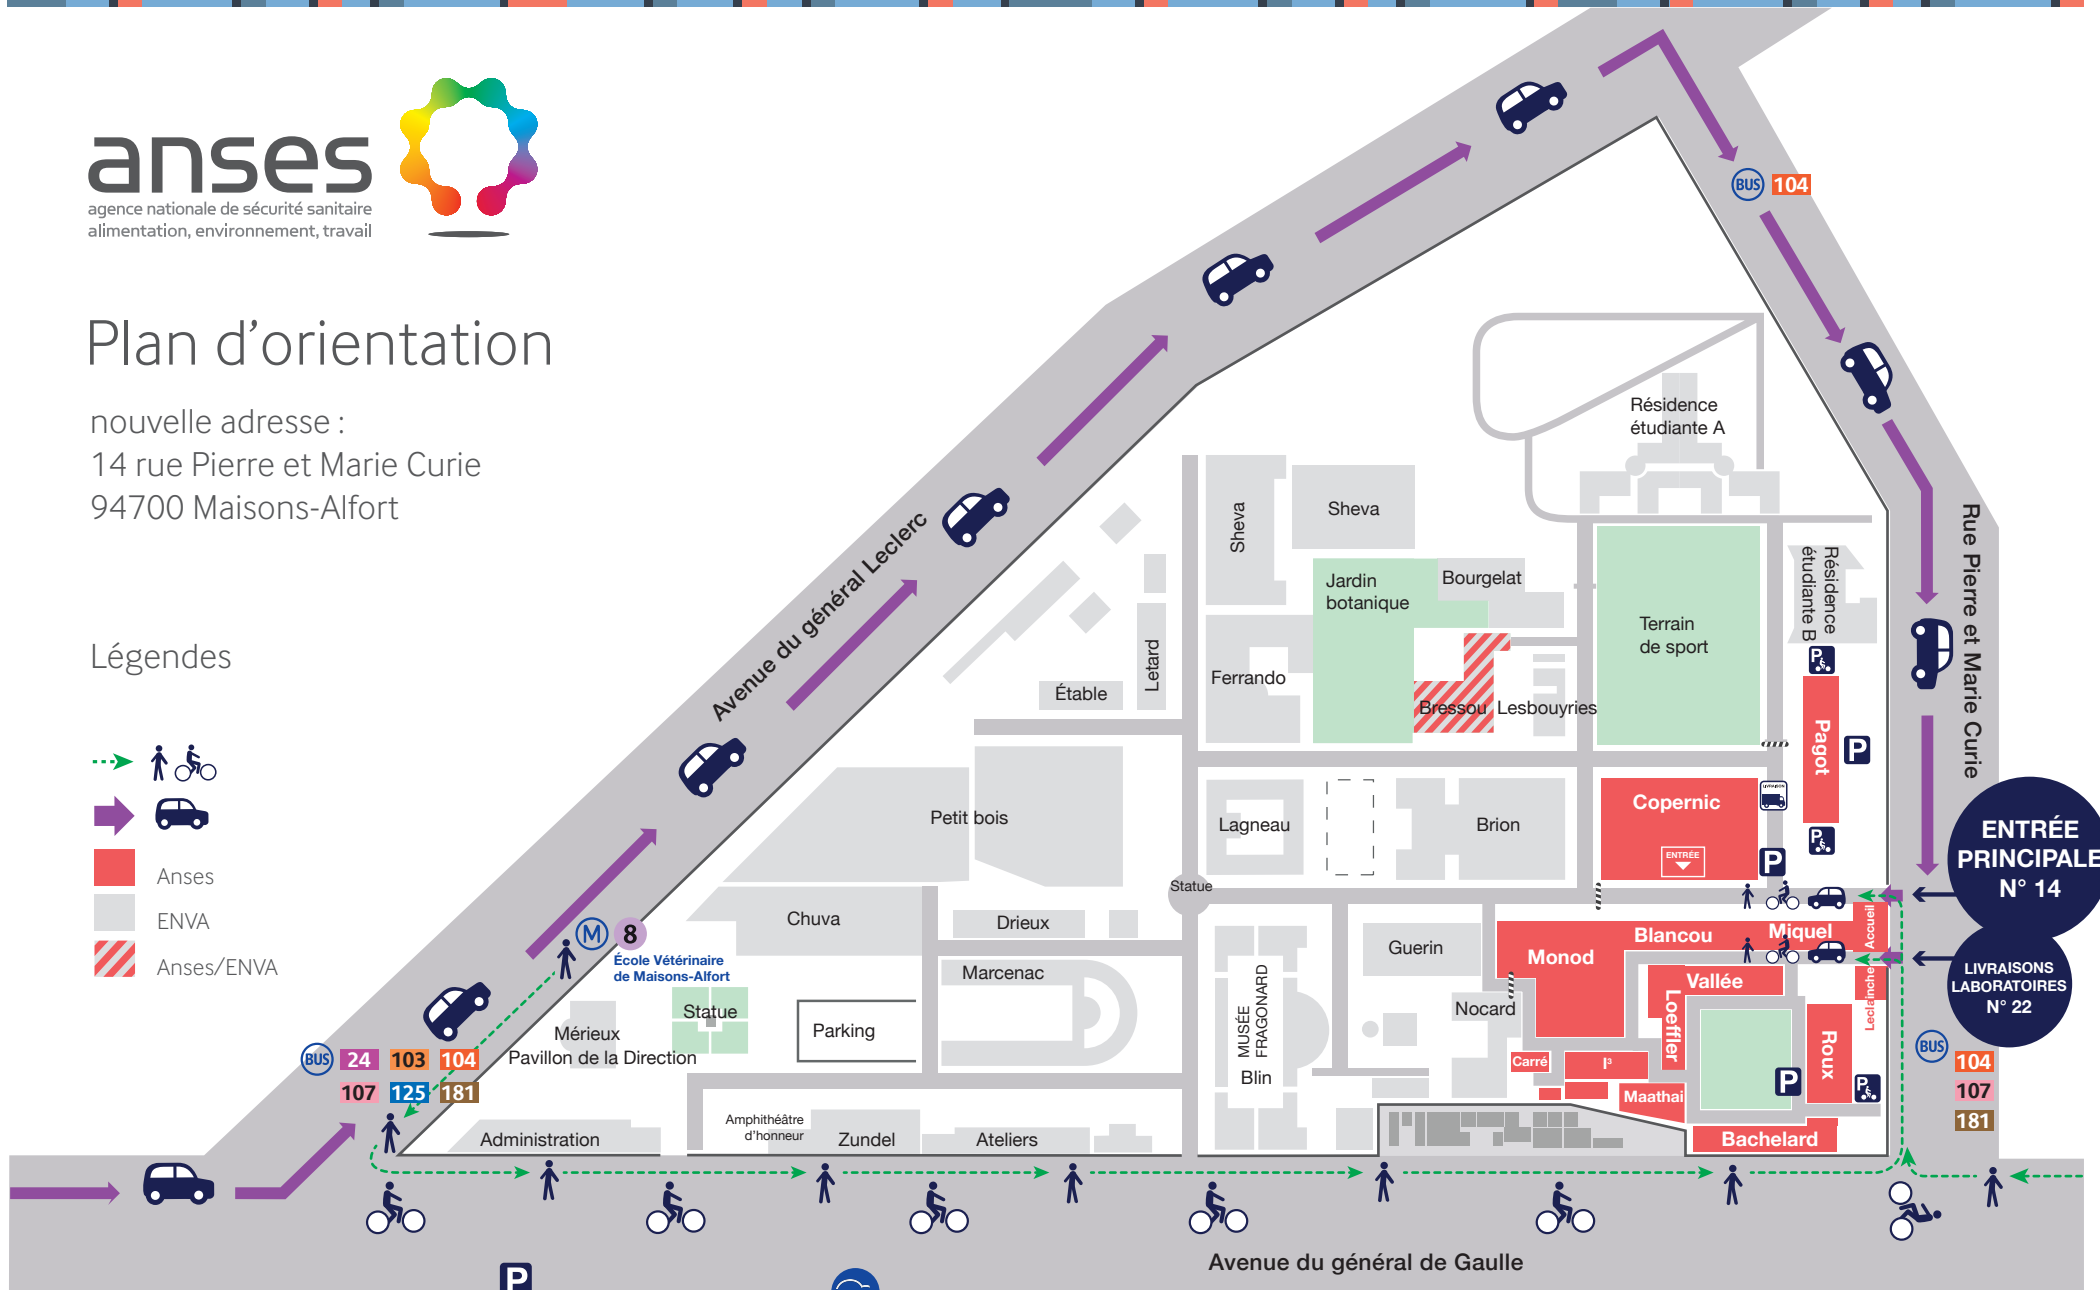 anses
agence nationale de sécurité sanitaire
alimentation, environnement, travail
Plan d'orientation
nouvelle adresse :
14 rue Pierre et Marie Curie
94700 Maisons-Alfort
Légendes
Anses
ENVA
Anses/ENVA
Avenue du général Leclerc
BUS 104
Rue Pierre et Marie Curie
Résidence
étudiante A
Sheva
Sheva
Jardin
botanique
Bourgelat
Terrain
de sport
Résidence
étudiante B
P
Letard
Étable
Ferrando
Bressou
Lesbouyries
Pagot
P
Petit bois
Lagneau
Brion
Copernic
ENTRÉE
LIVRAISON
P
P
ENTRÉE
PRINCIPALE
N° 14
Statue
Chuva
Drieux
M 8
École Vétérinaire
de Maisons-Alfort
Guerin
Monod
Blancou
Miquel
Accueil
LIVRAISONS
LABORATOIRES
N° 22
Marcenac
MUSÉE
FRAGONARD
Blin
Vallée
Loeffler
Leclainche
Nocard
Statue
Parking
Mérieux
Pavillon de la Direction
BUS 24 103 104
107 125 181
Carré
I³
Maathai
P
Roux
P
BUS
104
107
181
Amphithéâtre
d'honneur
Administration
Zundel
Ateliers
Bachelard
Avenue du général de Gaulle
P